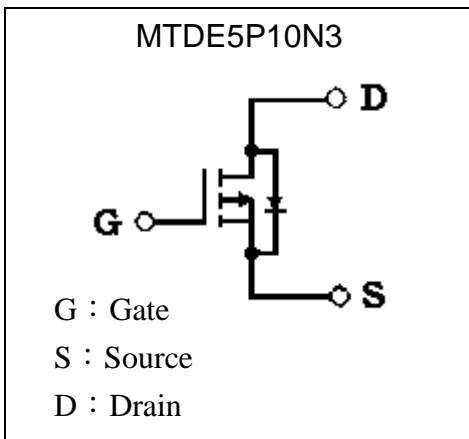 MTDE5P10N3
D
G
S
G：Gate
S：Source
D：Drain